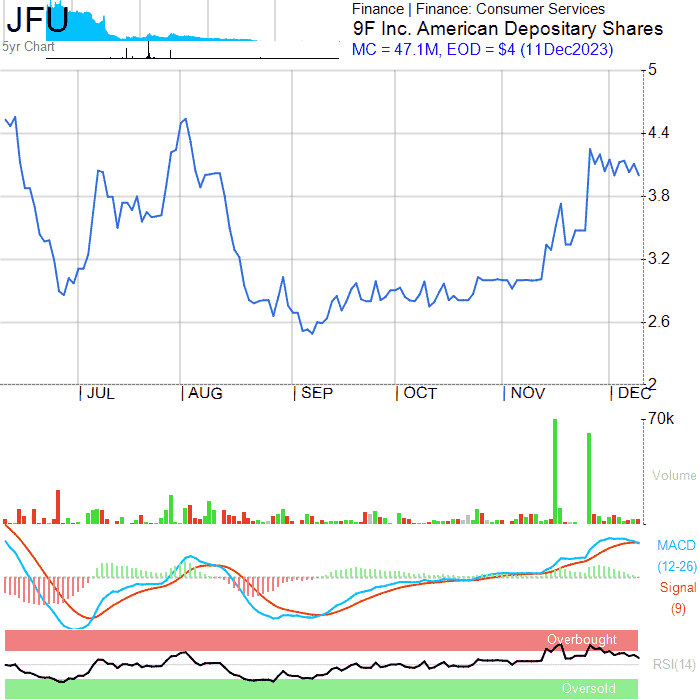 JFU
5yr Chart
Finance | Finance: Consumer Services
9F Inc. American Depositary Shares
MC = 47.1M, EOD = $4 (11Dec2023)
5
4.4
3.8
3.2
2.6
2
| JUL | AUG | SEP | OCT | NOV | DEC
70k
Volume
MACD
(12-26)
Signal
(9)
Overbought
RSI(14)
Oversold